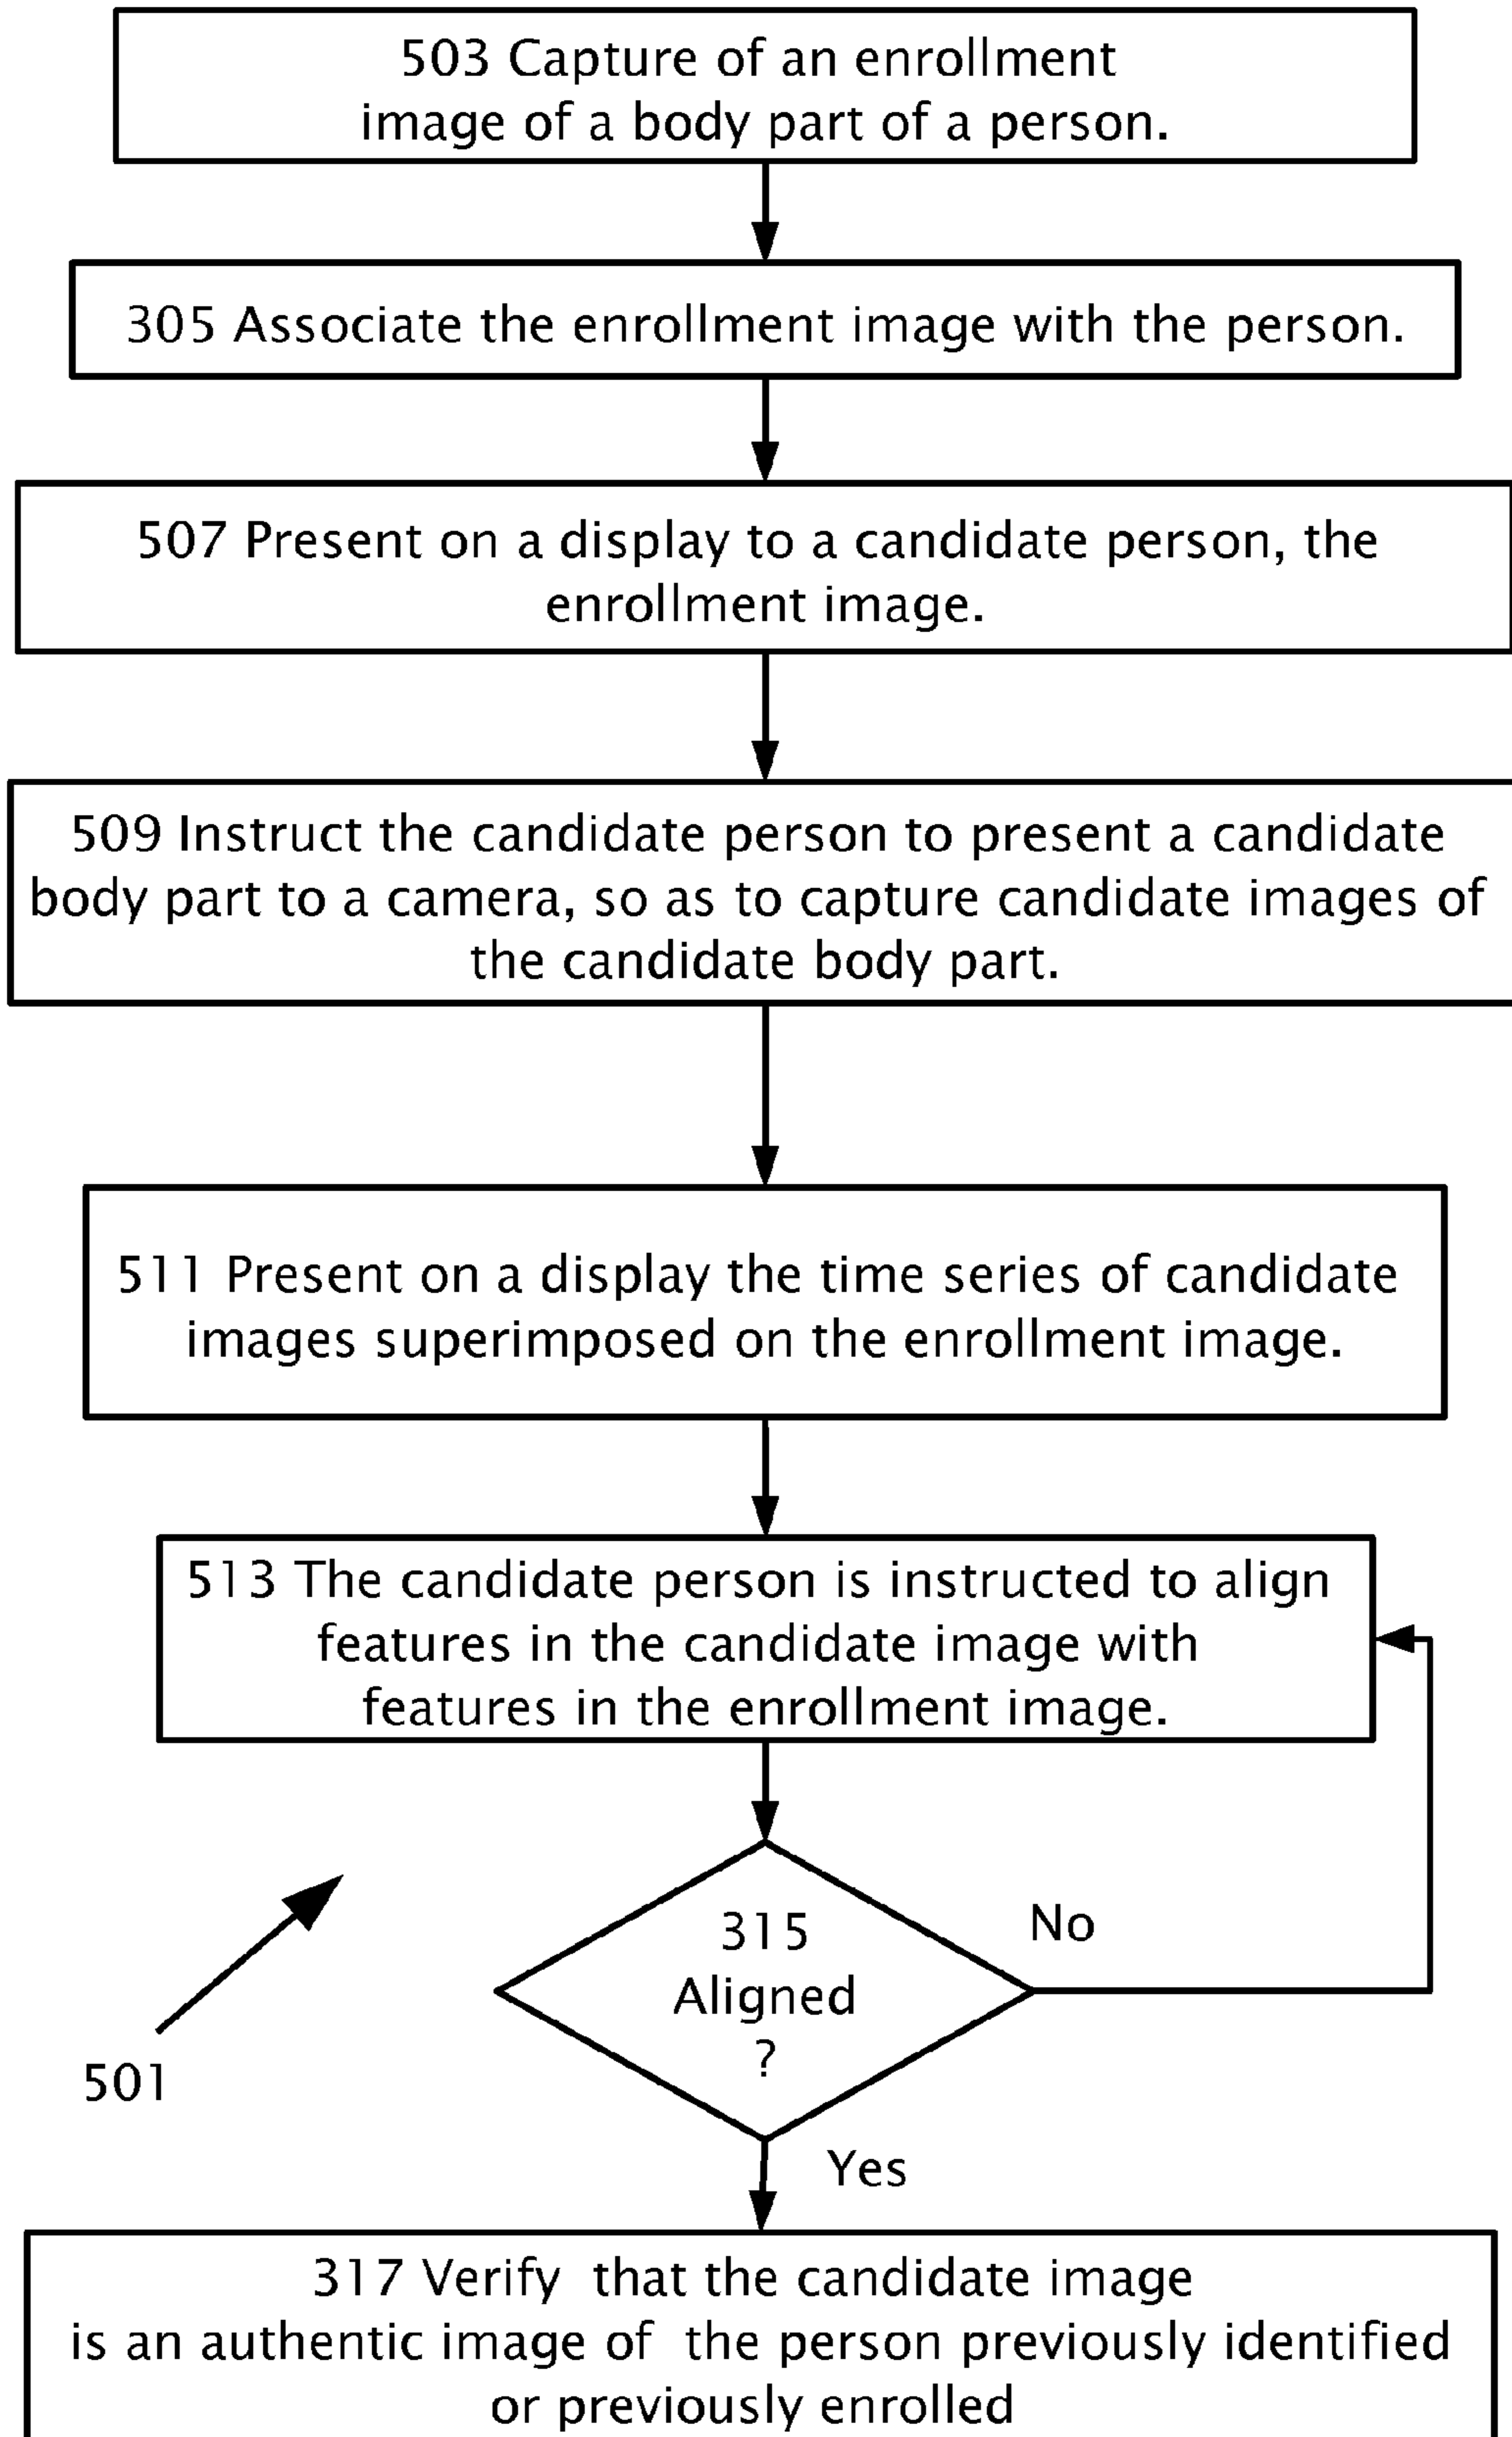 503 Capture of an enrollment
image of a body part of a person.
305 Associate the enrollment image with the person.
507 Present on a display to a candidate person, the
enrollment image.
509 Instruct the candidate person to present a candidate
body part to a camera, so as to capture candidate images of
the candidate body part.
511 Present on a display the time series of candidate
images superimposed on the enrollment image.
513 The candidate person is instructed to align
features in the candidate image with
features in the enrollment image.
315
Aligned
?
No
501
Yes
317 Verify that the candidate image
is an authentic image of the person previously identified
or previously enrolled